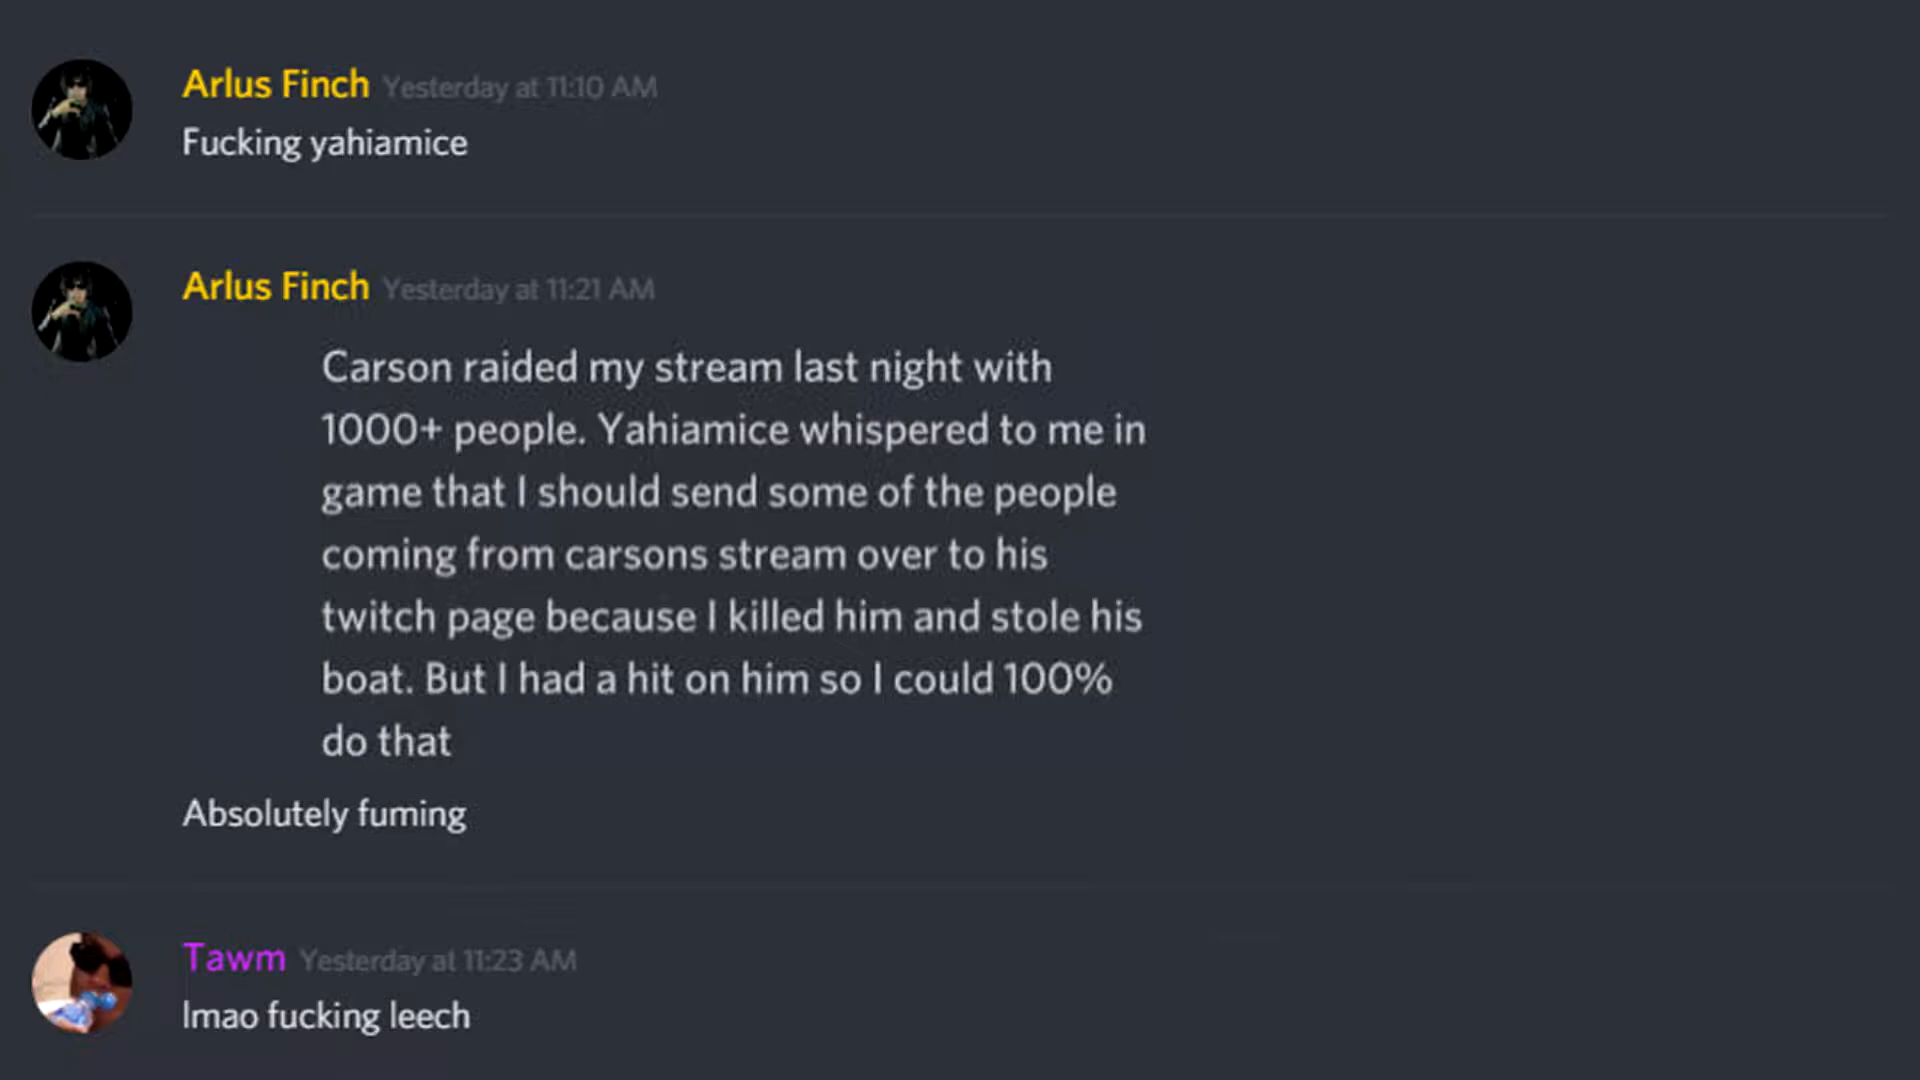 Arlus Finch Yesterday at 11:10 AM
Fucking yahiamice
Arlus Finch Yesterday at 11:21 AM
Carson raided my stream last night with
1000+ people. Yahiamice whispered to me in
game that I should send some of the people
coming from carsons stream over to his
twitch page because I killed him and stole his
boat. But I had a hit on him so I could 100%
do that
Absolutely fuming
Tawm Yesterday at 11:23 AM
lmao fucking leech